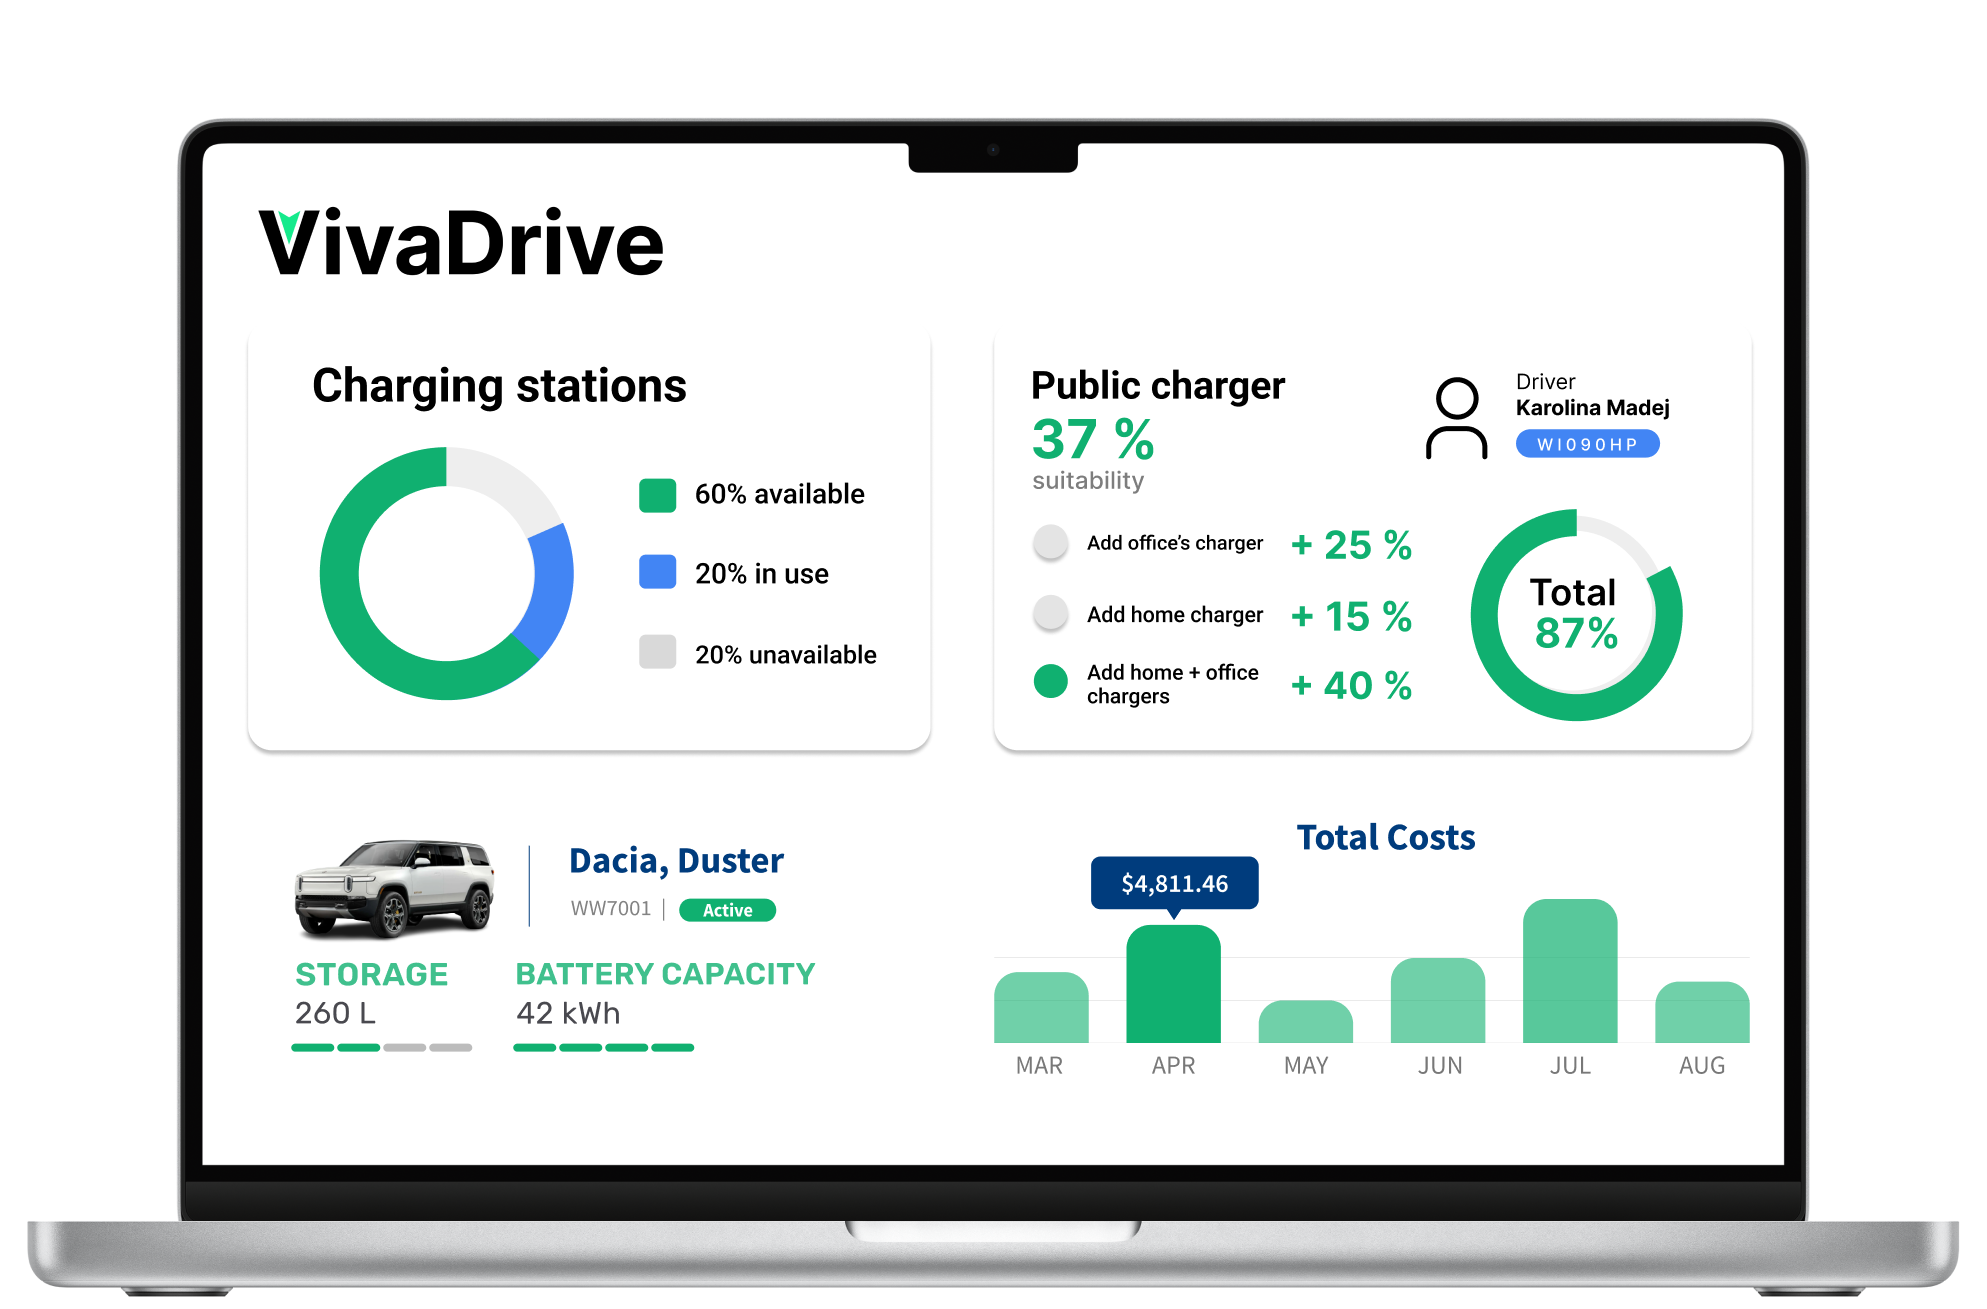 VivaDrive
Charging stations
60% available
20% in use
20% unavailable
Public charger
37 %
suitability
Driver
Karolina Madej
WI090HP
Add office's charger
+ 25 %
Add home charger
+ 15 %
Add home + office
chargers
+ 40 %
Total
87%
Dacia, Duster
WW7001 | Active
STORAGE
260 L
BATTERY CAPACITY
42 kWh
Total Costs
$4,811.46
MAR APR MAY JUN JUL AUG